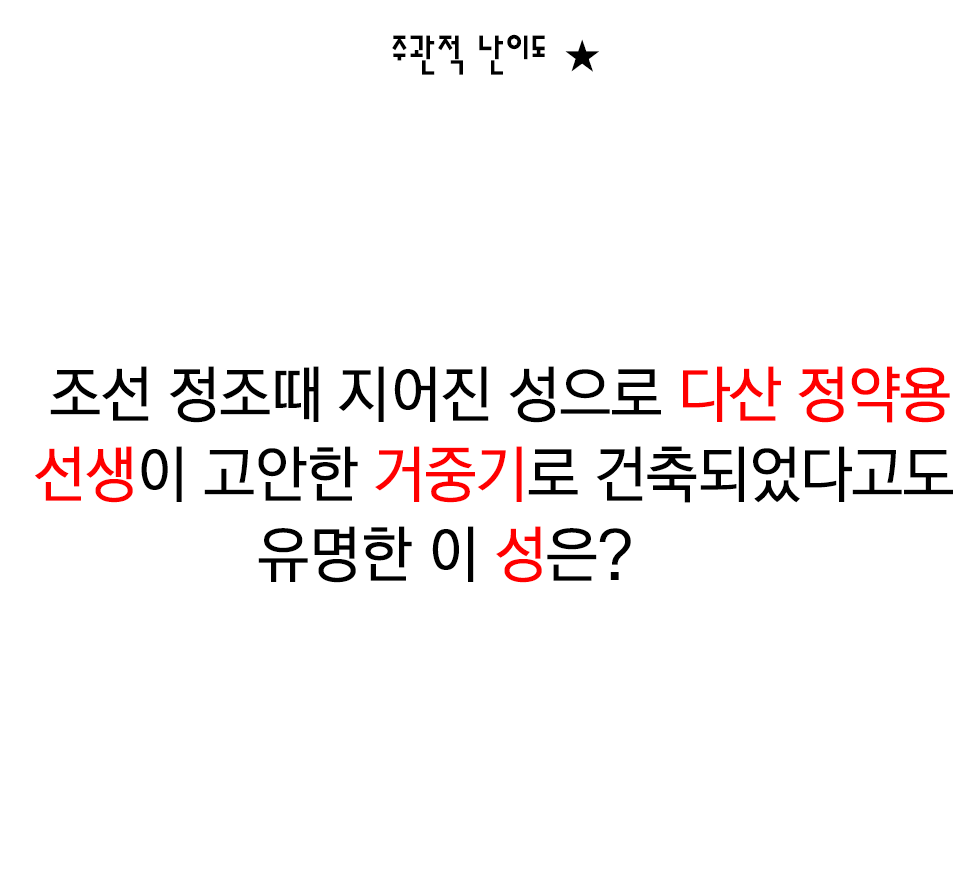 주관적 난이도 ★
조선 정조때 지어진 성으로 다산 정약용
선생이 고안한 거중기로 건축되었다고도
유명한 이 성은?